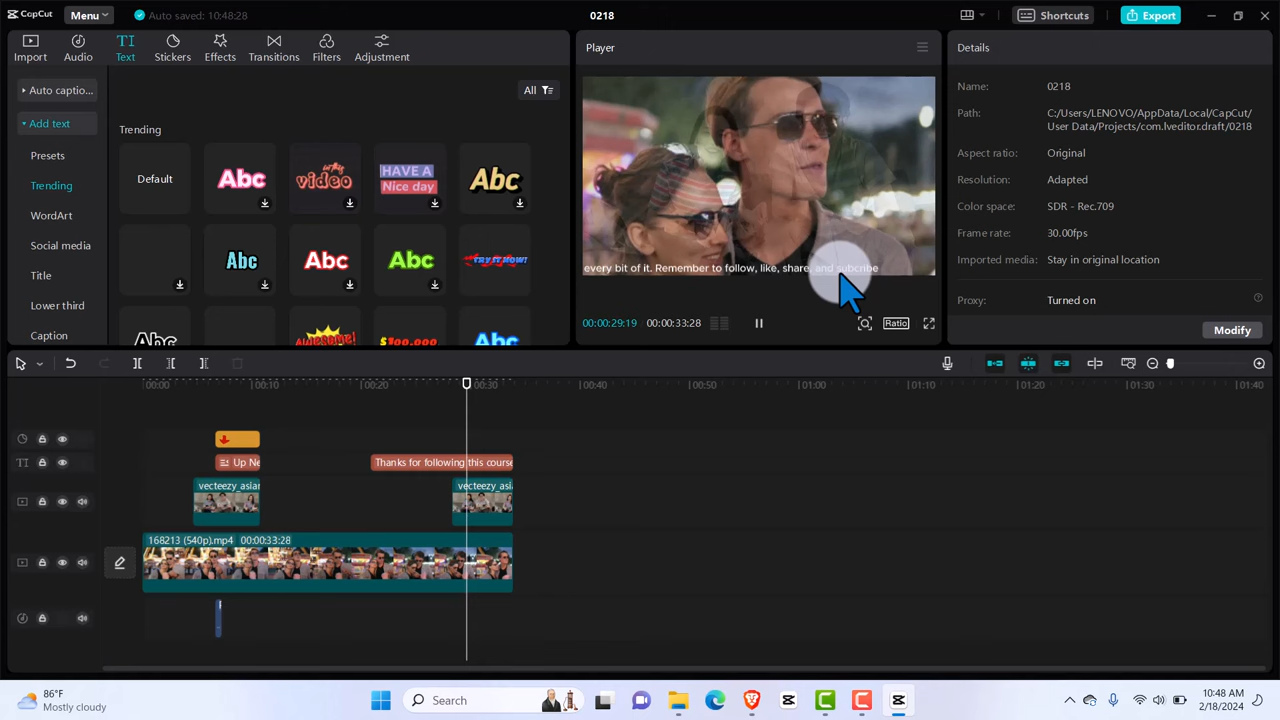 CapCut
Menu
Auto saved: 10:48:28
0218
Shortcuts
Export
Import
Audio
Text
Stickers
Effects
Transitions
Filters
Adjustment
Auto captio...
Add text
Presets
Trending
WordArt
Social media
Title
Lower third
Caption
All
Trending
Default
Abc
video
HAVE A
Nice day
Abc
Abc
Abc
Abc
TRY IT NOW!
Abc
AWESOME!
$100,000
Abc
Player
every bit of it. Remember to follow, like, share, and subcribe
00:00:29:19
00:00:33:28
Ratio
Details
Name:
0218
Path:
C:/Users/LENOVO/AppData/Local/CapCut/
User Data/Projects/com.lveditor.draft/0218
Aspect ratio:
Original
Resolution:
Adapted
Color space:
SDR - Rec.709
Frame rate:
30.00fps
Imported media:
Stay in original location
Proxy:
Turned on
Modify
00:00
00:10
00:20
00:30
00:40
00:50
01:00
01:10
01:20
01:30
01:40
Up Ne
Thanks for following this course
vecteezy_asian
vecteezy_asi
168213 (540p).mp4 00:00:33:28
86°F
Mostly cloudy
Search
10:48 AM
2/18/2024